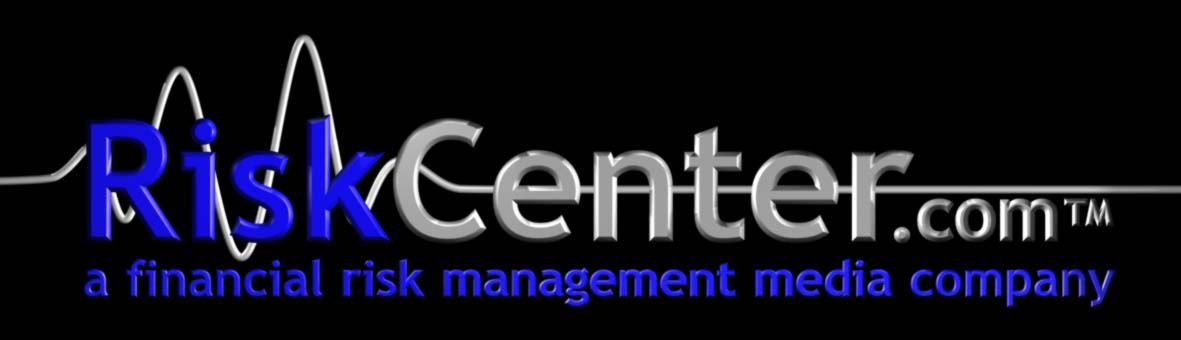 RiskCenter.com™
a financial risk management media company